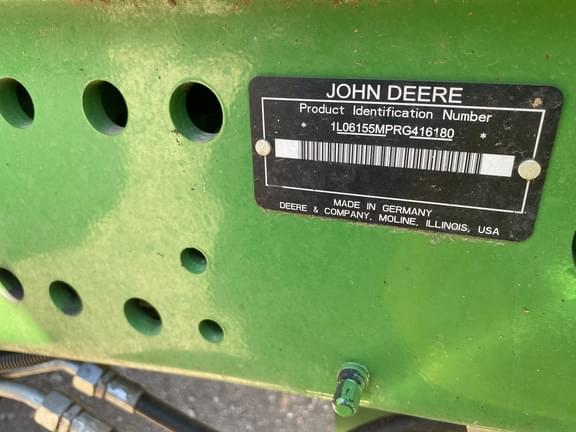 JOHN DEERE
Product Identification Number
* 1L06155MPRG416180 *
MADE IN GERMANY
DEERE & COMPANY, MOLINE, ILLINOIS, USA